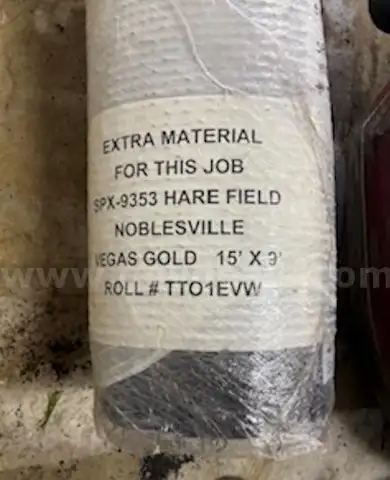 EXTRA MATERIAL
FOR THIS JOB
SPX-9353 HARE FIELD
NOBLESVILLE
VEGAS GOLD 15' X 9'
ROLL # TTO1EVW